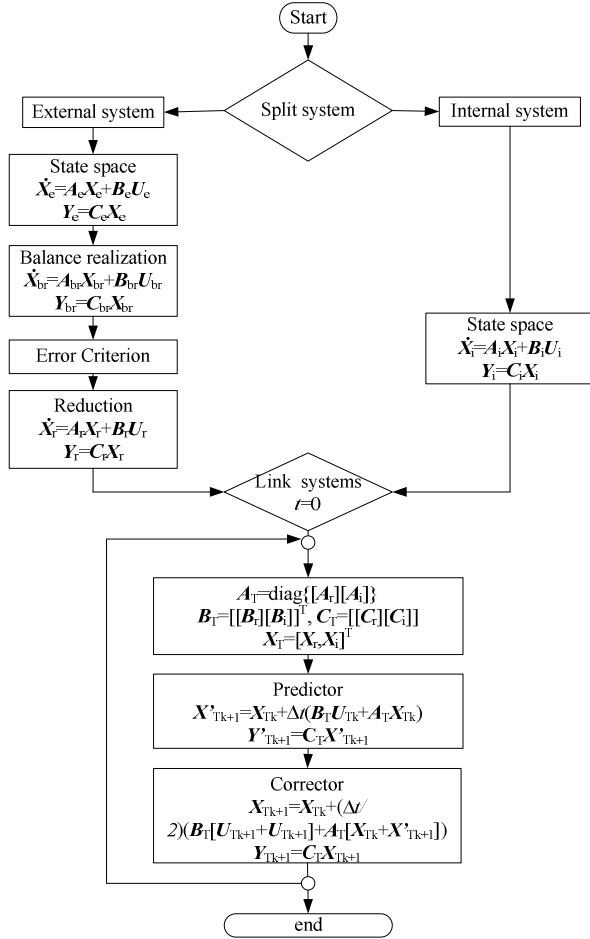 Start
Split system
External system
Internal system
State space
Ẋe=AeXe+BeUe
Ye=CeXe
Balance realization
Ẋbr=AbrXbr+BbrUbr
Ybr=CbrXbr
Error Criterion
Reduction
Ẋr=ArXr+BrUr
Yr=CrXr
State space
Ẋi=AiXi+BiUi
Yi=CiXi
Link systems
t=0
AT=diag{[Ar][Ai]}
BT=[[Br][Bi]]T, CT=[[Cr][Ci]]
XT=[Xr,Xi]T
Predictor
X'Tk+1=XTk+Δt(BTUTk+ATXTk)
Y'Tk+1=CTX'Tk+1
Corrector
XTk+1=XTk+(Δt/
2)(BT[UTk+1+UTk+1]+AT[XTk+X'Tk+1])
YTk+1=CTXTk+1
end